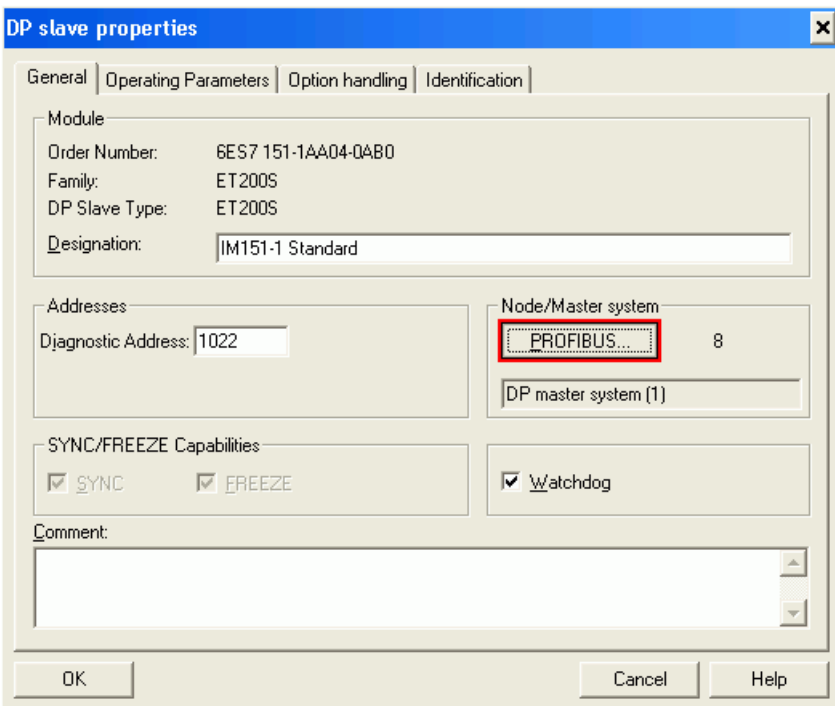 DP slave properties
General Operating Parameters Option handling Identification
Module
Order Number: 6ES7 151-1AA04-0AB0
Family: ET200S
DP Slave Type: ET200S
Designation: IM151-1 Standard
Addresses
Diagnostic Address: 1022
Node/Master system
PROFIBUS... 8
DP master system (1)
SYNC/FREEZE Capabilities
SYNC FREEZE
Watchdog
Comment:
OK Cancel Help